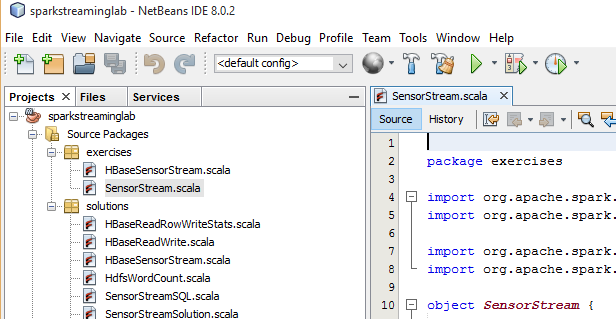 sparkstreaminglab - NetBeans IDE 8.0.2
File Edit View Navigate Source Refactor Run Debug Profile Team Tools Window Help
<default config>
Projects Files Services
sparkstreaminglab
Source Packages
exercises
HBaseSensorStream.scala
SensorStream.scala
solutions
HBaseReadRowWriteStats.scala
HBaseReadWrite.scala
HBaseSensorStream.scala
HdfsWordCount.scala
SensorStreamSQL.scala
SensorStreamSolution.scala
SensorStream.scala
Source History
1
2 package exercises
3
4 import org.apache.spark.
5 import org.apache.spark.
6
7 import org.apache.spark.
8 import org.apache.spark.
9
10 object SensorStream {